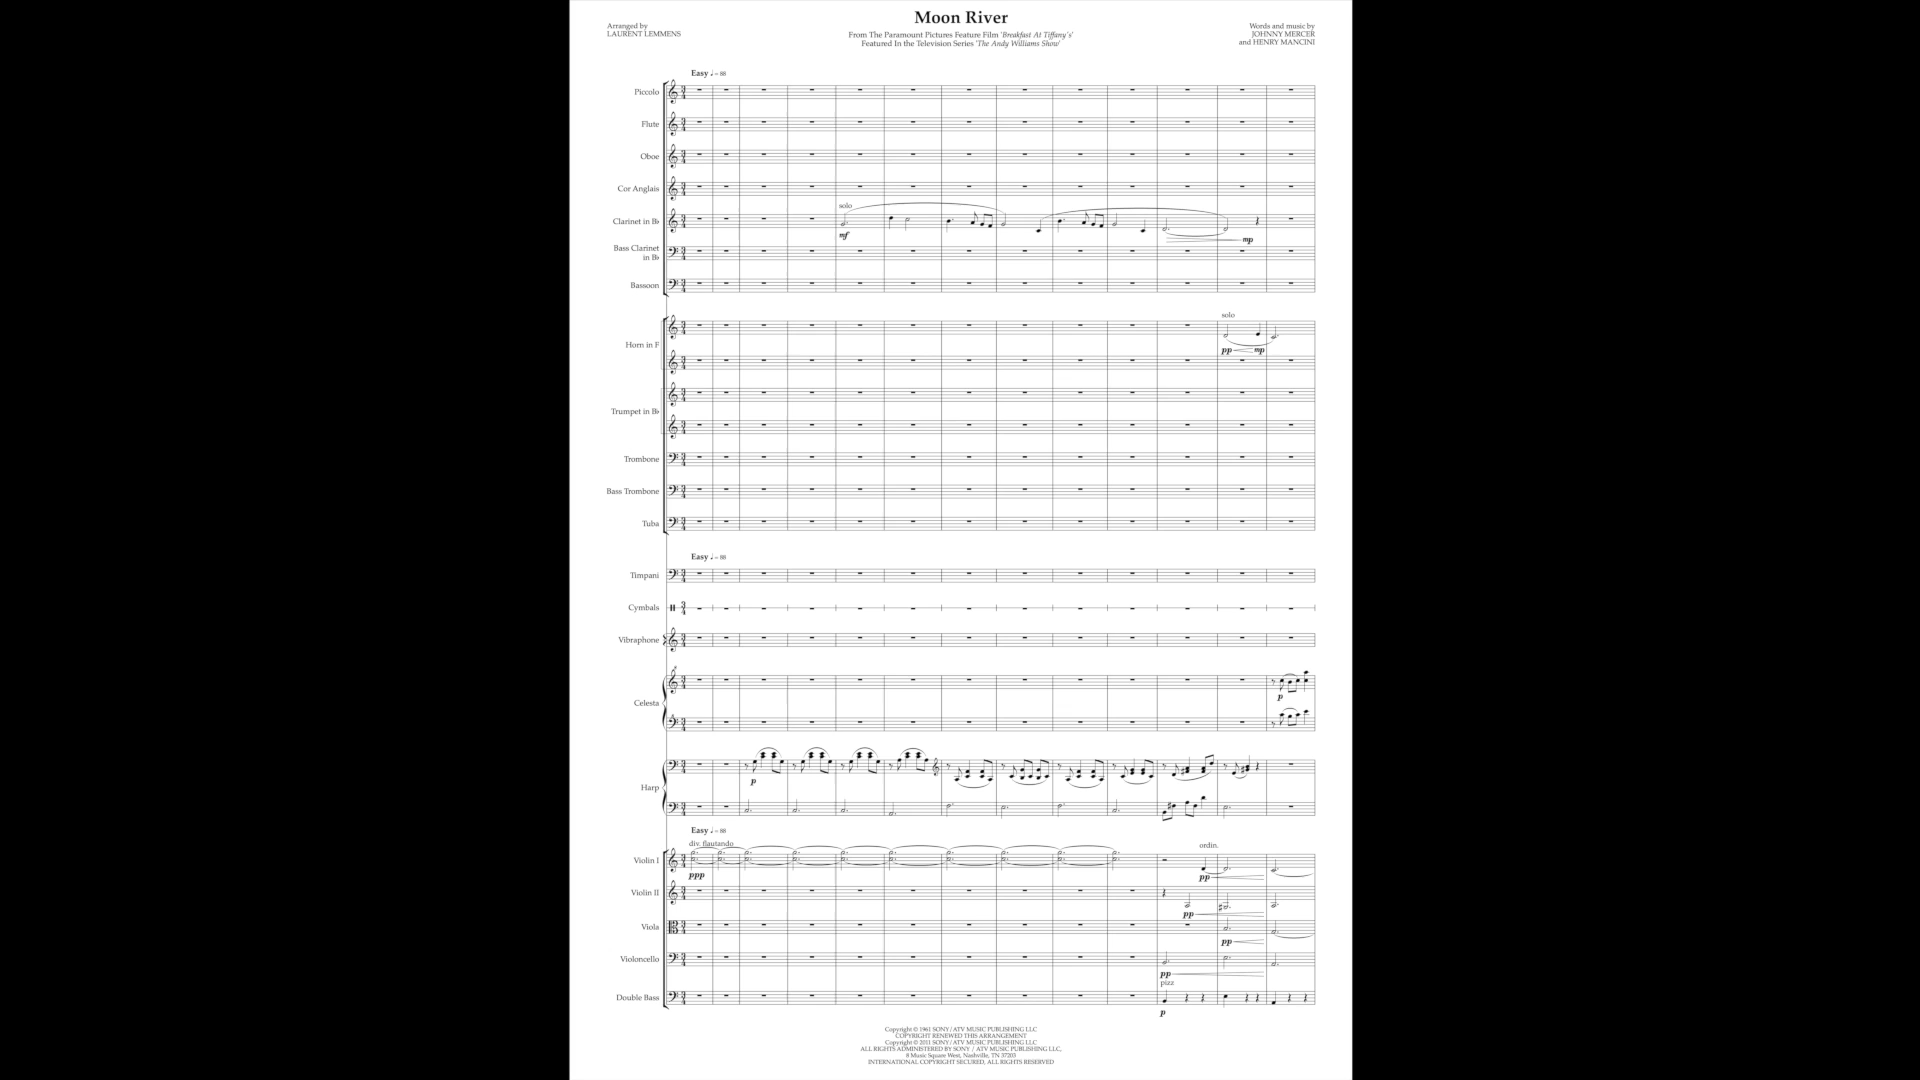 Moon River
Arranged by
LAURENT LEMMENS
From The Paramount Pictures Feature Film 'Breakfast At Tiffany's'
Featured In the Television Series 'The Andy Williams Show'
Words and music by
JOHNNY MERCER
and HENRY MANCINI
Easy ♩ = 88
Piccolo
Flute
Oboe
Cor Anglais
solo
Clarinet in B♭
mf
mp
Bass Clarinet
in B♭
Bassoon
solo
Horn in F
pp mp
Trumpet in B♭
Trombone
Bass Trombone
Tuba
Easy ♩ = 88
Timpani
Cymbals
Vibraphone
Celesta
p
p
Harp
Easy ♩ = 88
div. flautando
ordin.
Violin I
ppp
pp
Violin II
pp
Viola
pp
Violoncello
pp
pizz
Double Bass
p
Copyright © 1961 SONY/ATV MUSIC PUBLISHING LLC
COPYRIGHT RENEWED THIS ARRANGEMENT
Copyright © 2011 SONY/ATV MUSIC PUBLISHING LLC
ALL RIGHTS ADMINISTERED BY SONY / ATV MUSIC PUBLISHING LLC,
8 Music Square West, Nashville, TN 37203
INTERNATIONAL COPYRIGHT SECURED, ALL RIGHTS RESERVED